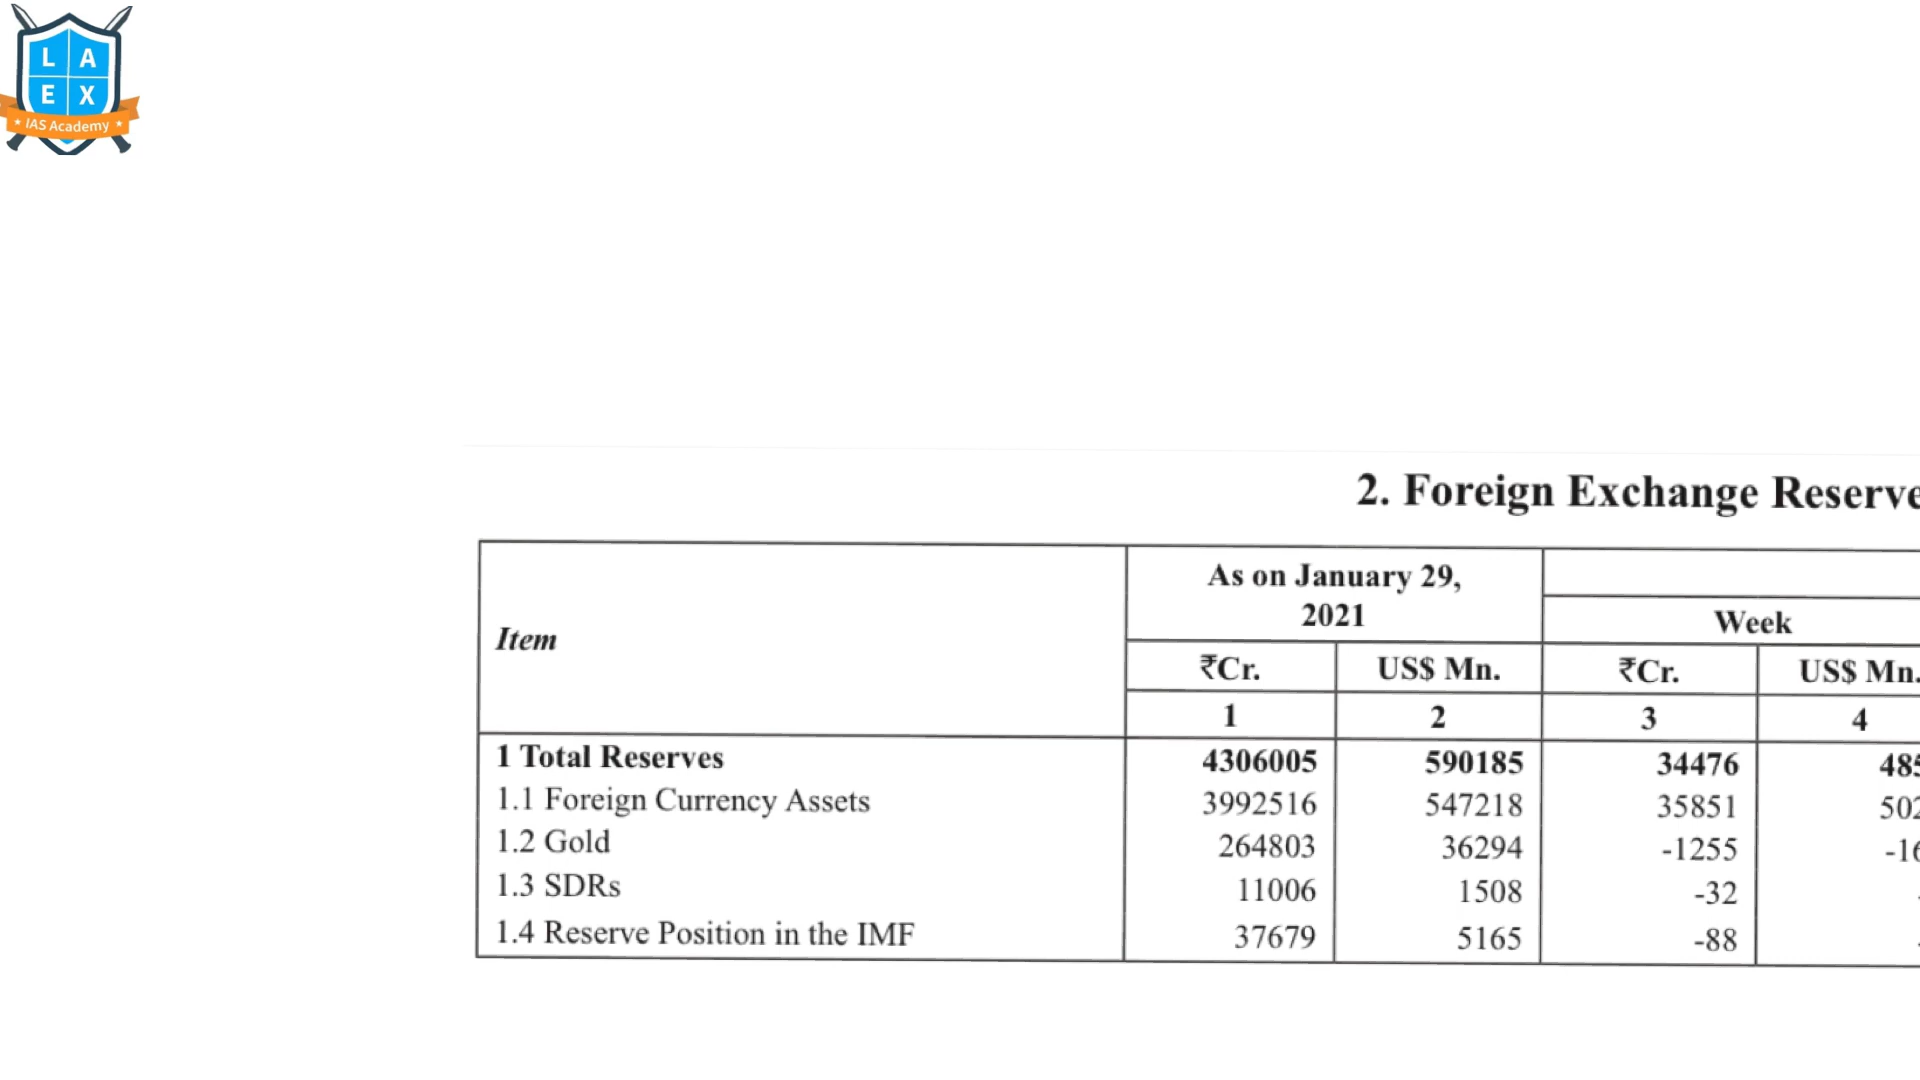 L A
E X
IAS Academy
2. Foreign Exchange Reserve
As on January 29,
2021
Item
Week
₹Cr. US$ Mn. ₹Cr. US$ Mn.
1 2 3 4
1 Total Reserves 4306005 590185 34476 485
1.1 Foreign Currency Assets 3992516 547218 35851 502
1.2 Gold 264803 36294 -1255 -16
1.3 SDRs 11006 1508 -32
1.4 Reserve Position in the IMF 37679 5165 -88